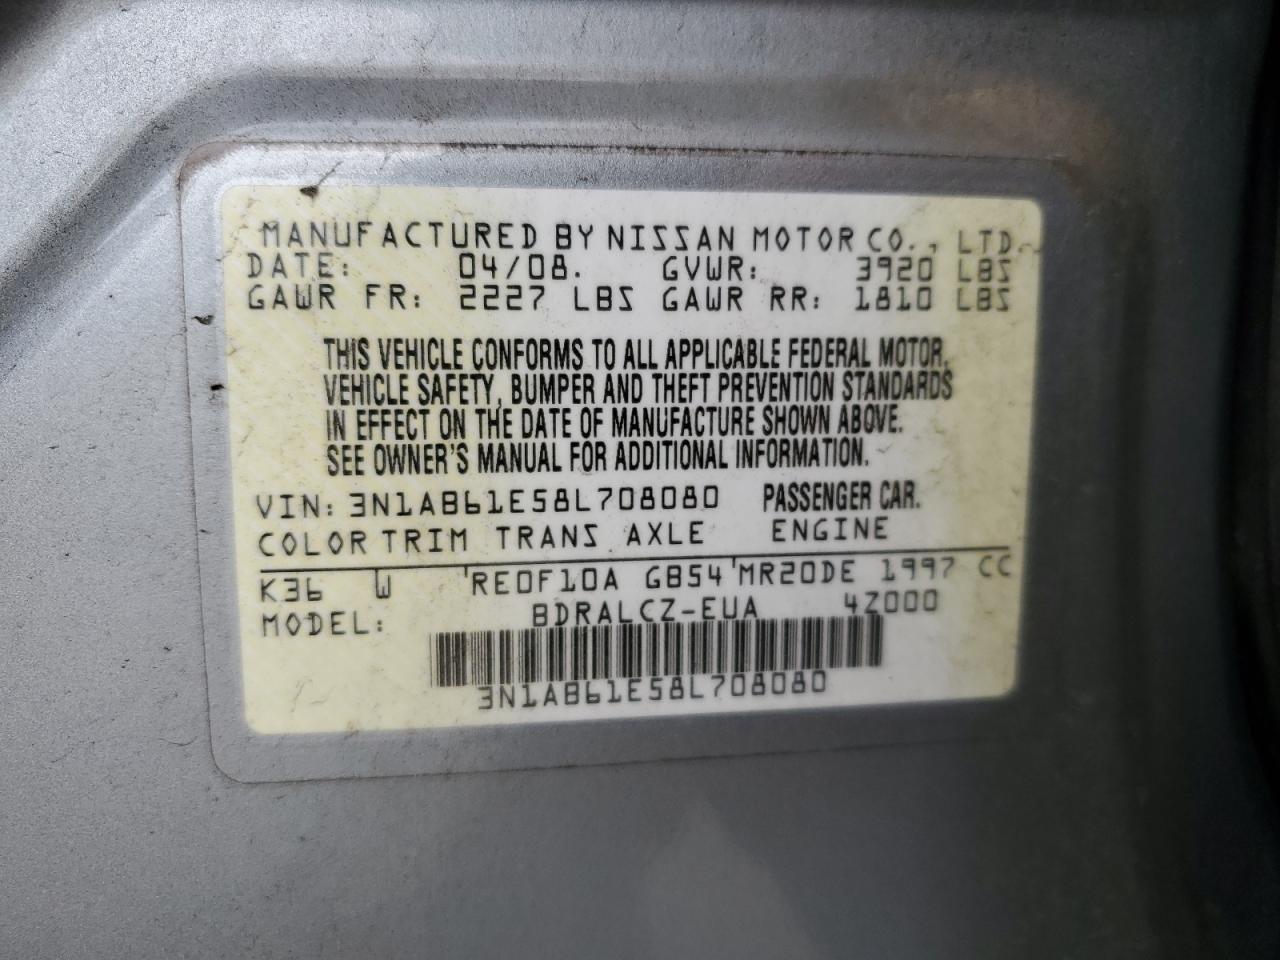 MANUFACTURED BY NISSAN MOTOR CO., LTD.
DATE: 04/08. GVWR: 3920 LBS
GAWR FR: 2227 LBS GAWR RR: 1810 LBS
THIS VEHICLE CONFORMS TO ALL APPLICABLE FEDERAL MOTOR
VEHICLE SAFETY, BUMPER AND THEFT PREVENTION STANDARDS
IN EFFECT ON THE DATE OF MANUFACTURE SHOWN ABOVE.
SEE OWNER'S MANUAL FOR ADDITIONAL INFORMATION.
VIN: 3N1AB61E58L708080 PASSENGER CAR.
COLOR TRIM TRANS AXLE ENGINE
K36 W RE0F10A GB54 MR20DE 1997 CC
MODEL: BDRALCZ-EUA 4Z000
3N1AB61E58L708080